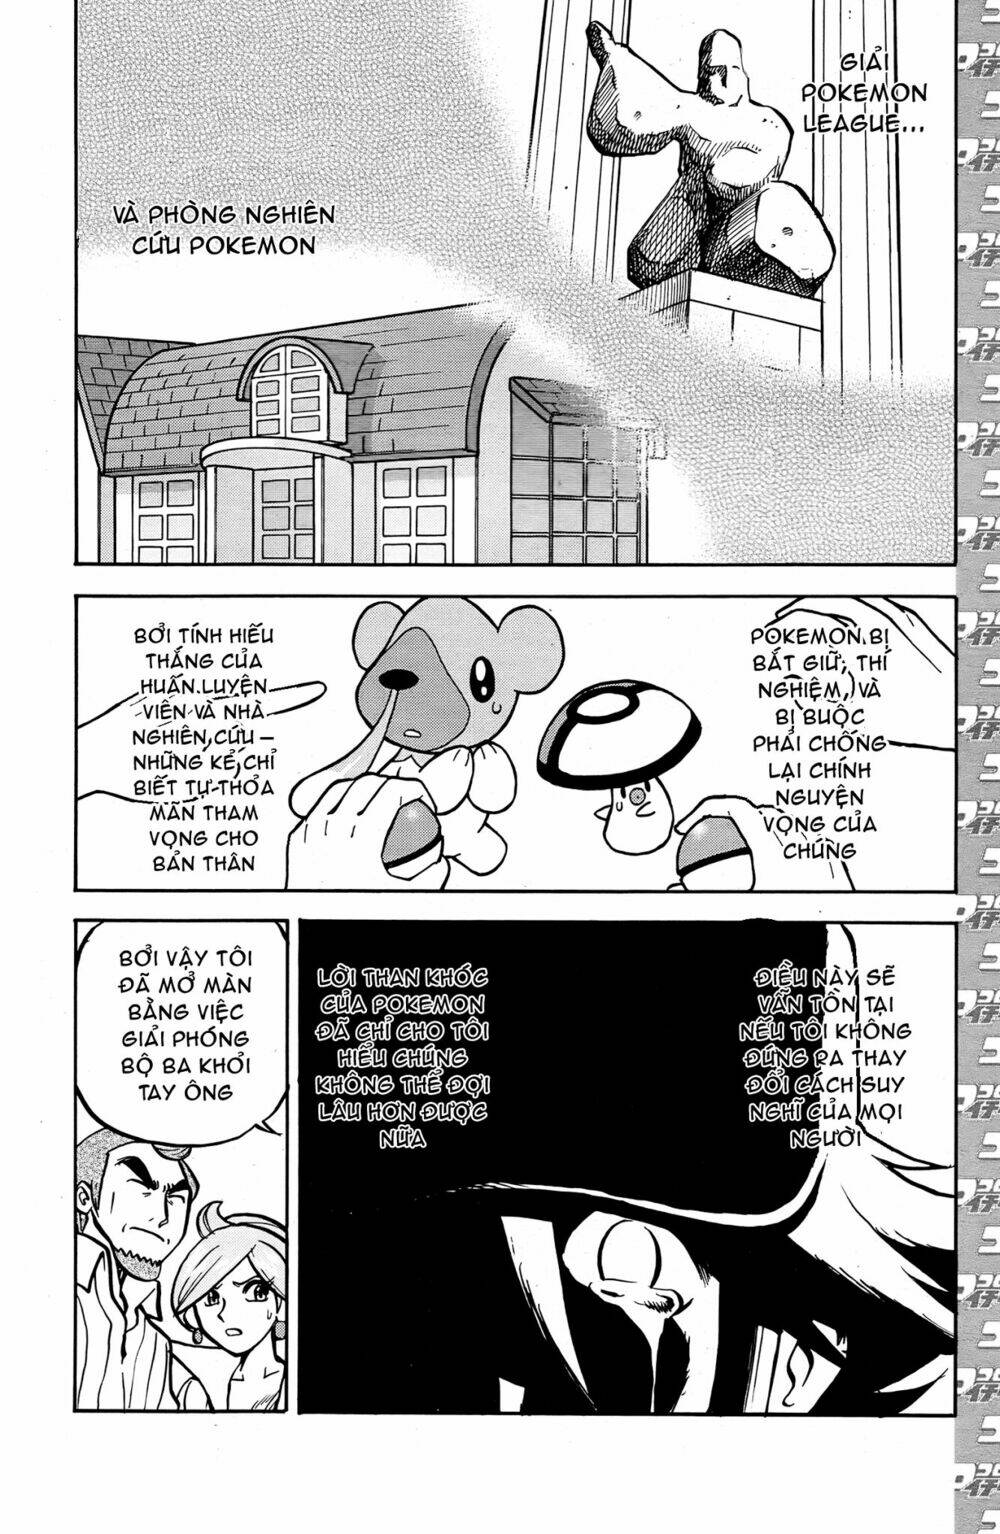 GIẢI
POKEMON
LEAGUE...
VÀ PHÒNG NGHIÊN
CỨU POKEMON
POKEMON BỊ
BẮT GIỮ, THÍ
NGHIỆM, VÀ
BỊ BUỘC
PHẢI CHỐNG
LẠI CHÍNH
NGUYỆN
VỌNG CỦA
CHÚNG
BỞI TÍNH HIẾU
THẮNG CỦA
HUẤN LUYỆN
VIÊN VÀ NHÀ
NGHIÊN CỨU –
NHỮNG KẺ CHỈ
BIẾT TỰ THỎA
MÃN THAM
VỌNG CHO
BẢN THÂN
ĐIỀU NÀY SẼ
VẪN TỒN TẠI
NẾU TÔI KHÔNG
ĐỨNG RA THAY
ĐỔI CÁCH SUY
NGHĨ CỦA MỌI
NGƯỜI
LỜI THAN KHÓC
CỦA POKEMON
ĐÃ CHỈ CHO TÔI
HIỂU CHÚNG
KHÔNG THỂ ĐỢI
LÂU HƠN ĐƯỢC
NỮA
BỞI VẬY TÔI
ĐÃ MỞ MÀN
BẰNG VIỆC
GIẢI PHÓNG
BỘ BA KHỎI
TAY ÔNG